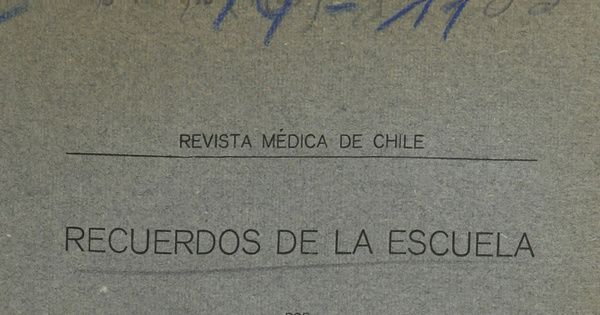 REVISTA MÉDICA DE CHILE
RECUERDOS DE LA ESCUELA